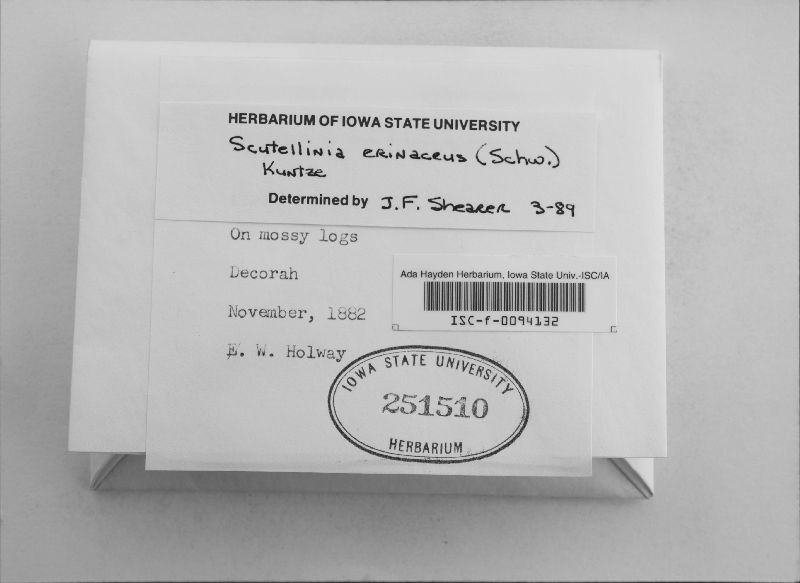 HERBARIUM OF IOWA STATE UNIVERSITY
Scutellinia erinaceus (Schw.)
Kuntze
Determined by J.F. Shearer 3-89
On mossy logs
Decorah
November, 1882
E. W. Holway
Ada Hayden Herbarium, Iowa State Univ.-ISC/IA
ISC-f-0094132
IOWA STATE UNIVERSITY
251510
HERBARIUM